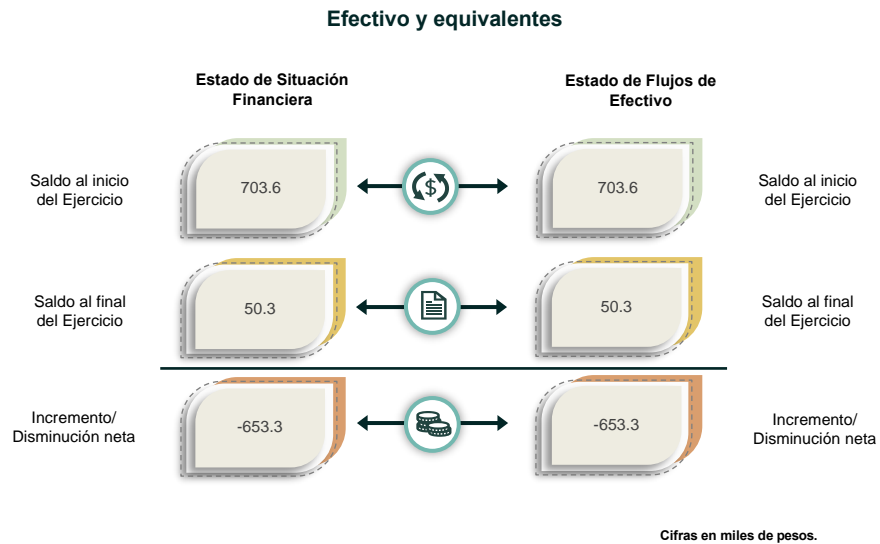 Efectivo y equivalentes
Estado de Situación
Financiera
Estado de Flujos de
Efectivo
Saldo al inicio
del Ejercicio
703.6
$
703.6
Saldo al inicio
del Ejercicio
Saldo al final
del Ejercicio
50.3
50.3
Saldo al final
del Ejercicio
Incremento/
Disminución neta
-653.3
-653.3
Incremento/
Disminución neta
Cifras en miles de pesos.